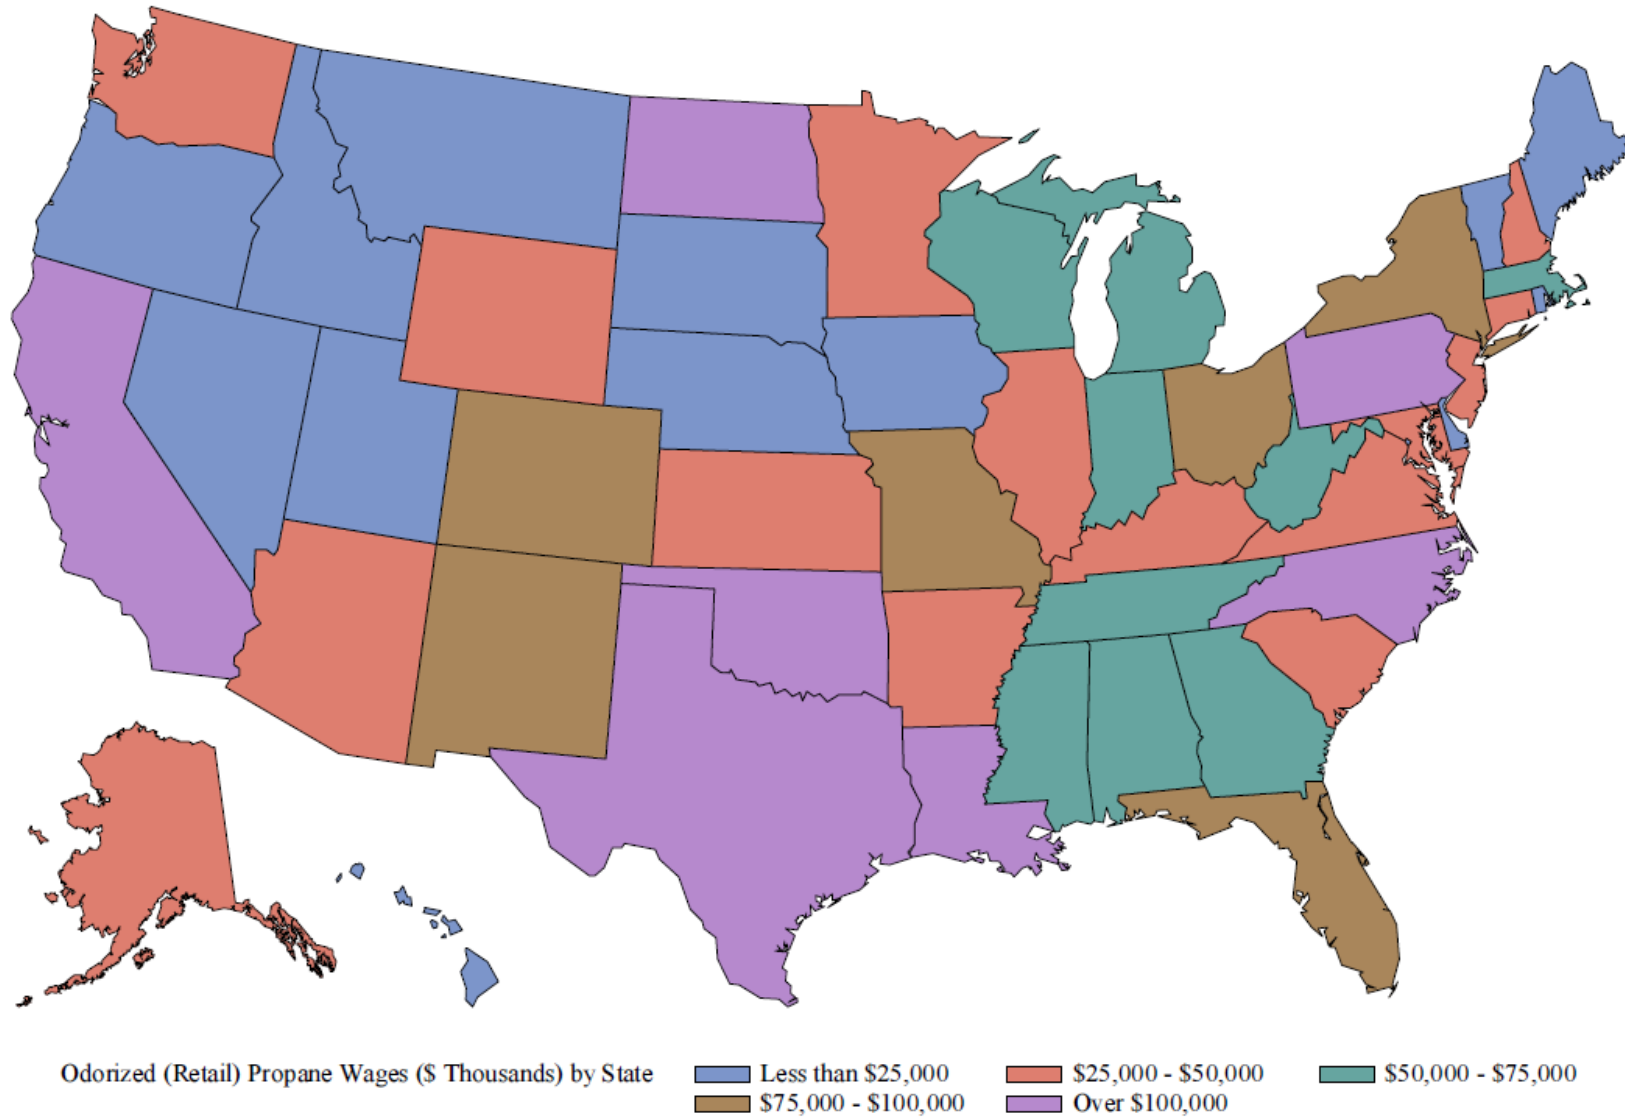 Odorized (Retail) Propane Wages ($ Thousands) by State Less than $25,000 $25,000 - $50,000 $50,000 - $75,000
$75,000 - $100,000 Over $100,000